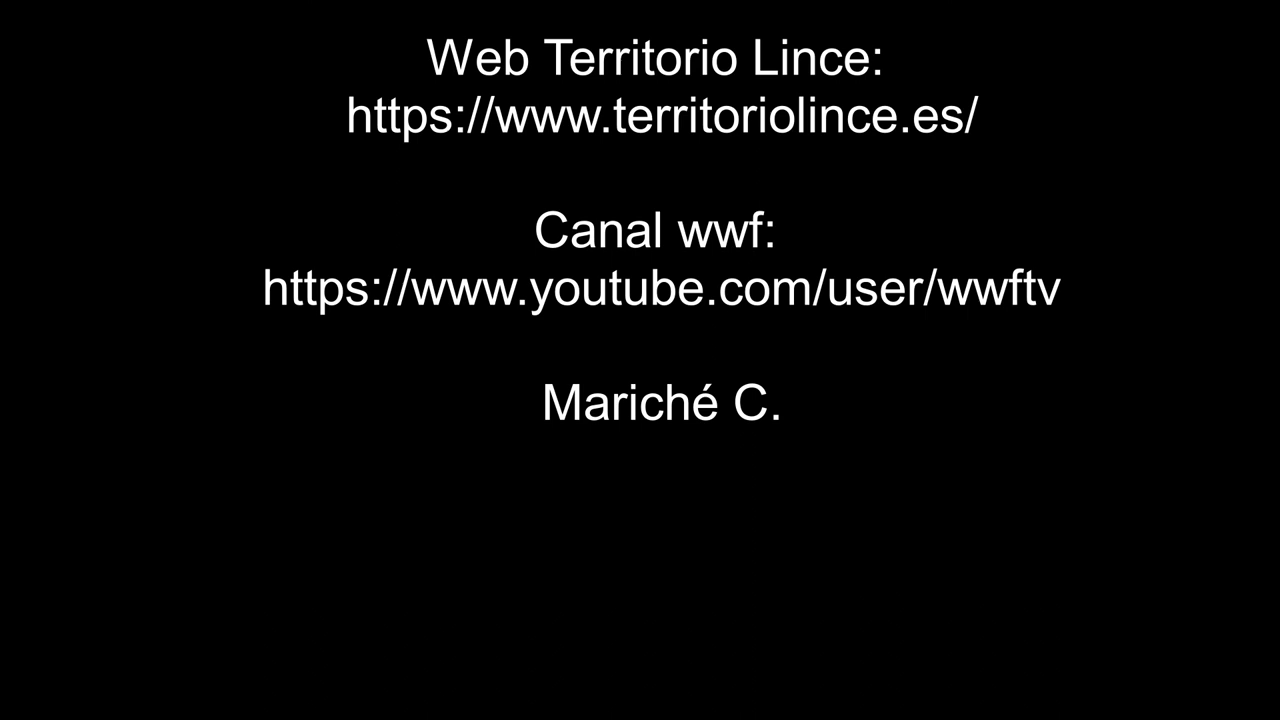 Web Territorio Lince:
https://www.territoriolince.es/
Canal wwf:
https://www.youtube.com/user/wwftv
Mariché C.